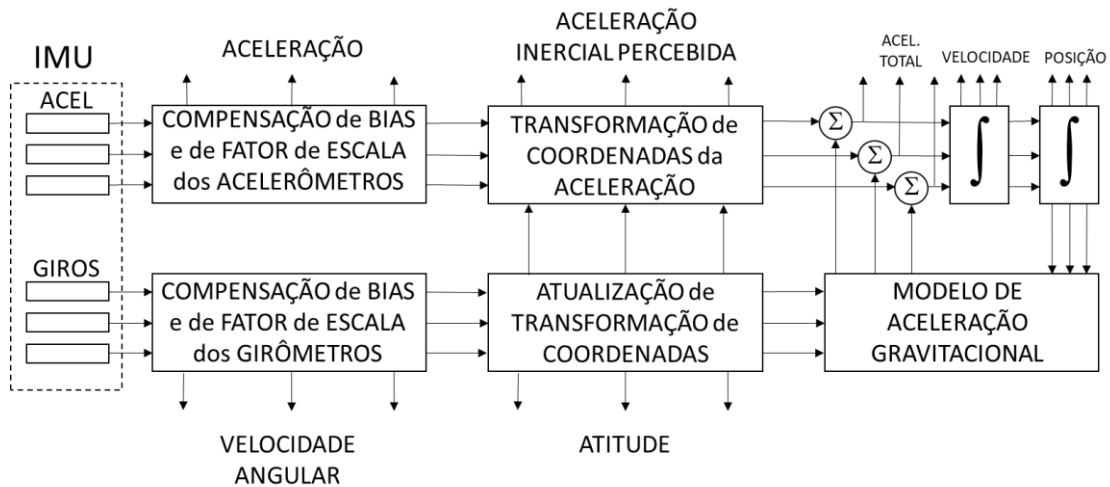 IMU
ACEL
GIROS
ACELERAÇÃO
COMPENSAÇÃO de BIAS
e de FATOR de ESCALA
dos ACELERÔMETROS
ACELERAÇÃO
INERCIAL PERCEBIDA
TRANSFORMAÇÃO de
COORDENADAS da
ACELERAÇÃO
ACEL.
TOTAL
VELOCIDADE
POSIÇÃO
Σ
Σ
Σ
∫
∫
COMPENSAÇÃO de BIAS
e de FATOR de ESCALA
dos GIRÔMETROS
VELOCIDADE
ANGULAR
ATUALIZAÇÃO de
TRANSFORMAÇÃO de
COORDENADAS
ATITUDE
MODELO DE
ACELERAÇÃO
GRAVITACIONAL